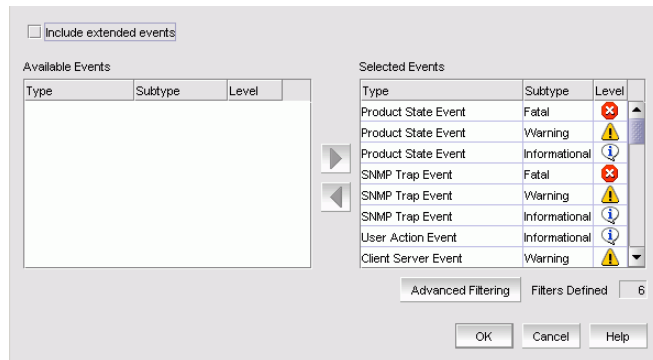 Include extended events
Available Events
Type Subtype Level
Selected Events
Type Subtype Level
Product State Event Fatal
Product State Event Warning
Product State Event Informational
SNMP Trap Event Fatal
SNMP Trap Event Warning
SNMP Trap Event Informational
User Action Event Informational
Client Server Event Warning
Advanced Filtering Filters Defined 6
OK Cancel Help